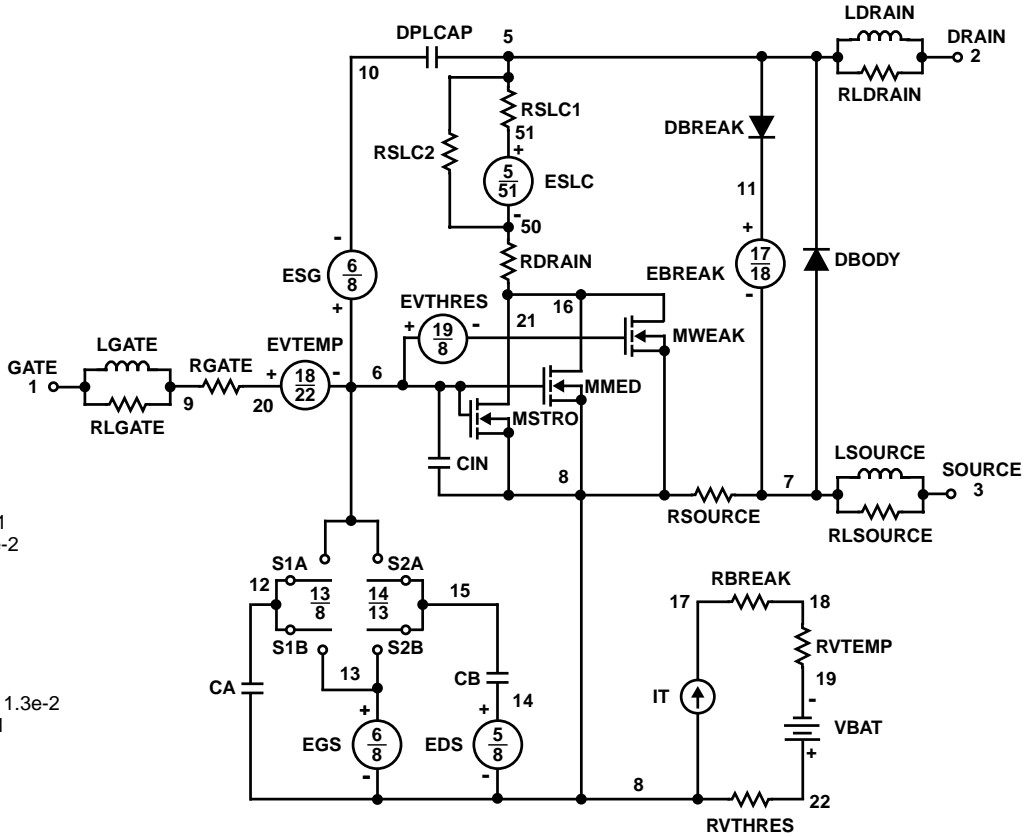 LDRAIN
DPLCAP 5 DRAIN
10 2
RSLC1 RLDRAIN
51 DBREAK
RSLC2 +
5
51 ESLC 11
-
50
- +
RDRAIN 17
18 DBODY
6
8 ESG EBREAK
EVTHRES 16 -
+ + 19
8 - 21 MWEAK
LGATE EVTEMP
GATE RGATE + 18
22 - 6 MMED
1
9 20 MSTRO
RLGATE LSOURCE
CIN 8 7 SOURCE
3
RSOURCE
RLSOURCE
1
e-2
S1A S2A RBREAK
12 13
8 14
13 15 17 18
S1B S2B RVTEMP
13 CB 19
CA 14 IT -
+ + VBAT
EGS 6
8 EDS 5
8 +
- - 8 22
RVTHRES
1.3e-2